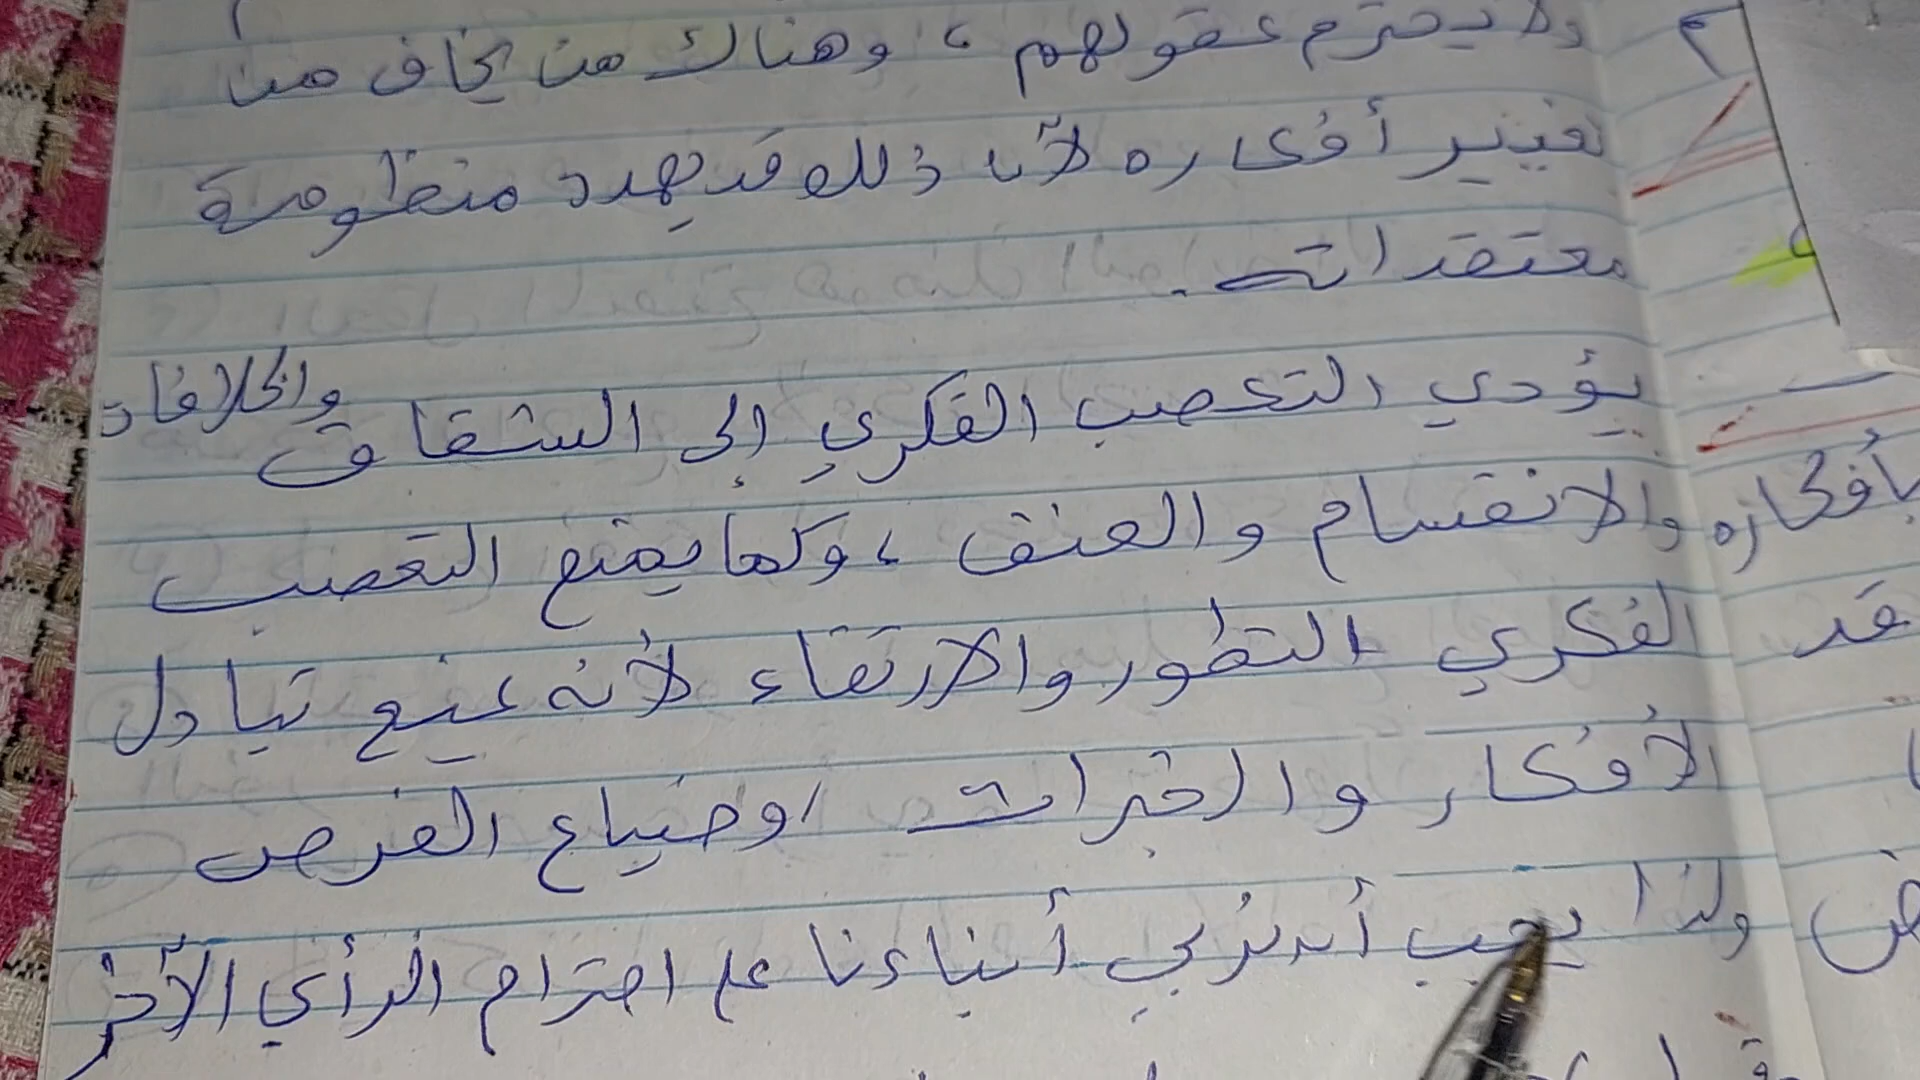 ولا يحترم عقولهم ، وهناك من يخاف من
تغيير أفكاره لأن ذلك قد يهدد منظومة
معتقداته .
يؤدي التعصب الفكري إلى الشقاق والخلافات
والانقسام والعنف ، وكما يمنع التعصب
الفكري التطور والارتقاء لأنه يمنع تبادل
الأفكار والخبرات ، وضياع الفرص
ولذا يجب أن نربي أبناءنا على احترام الرأي الآخر
بأفكاره